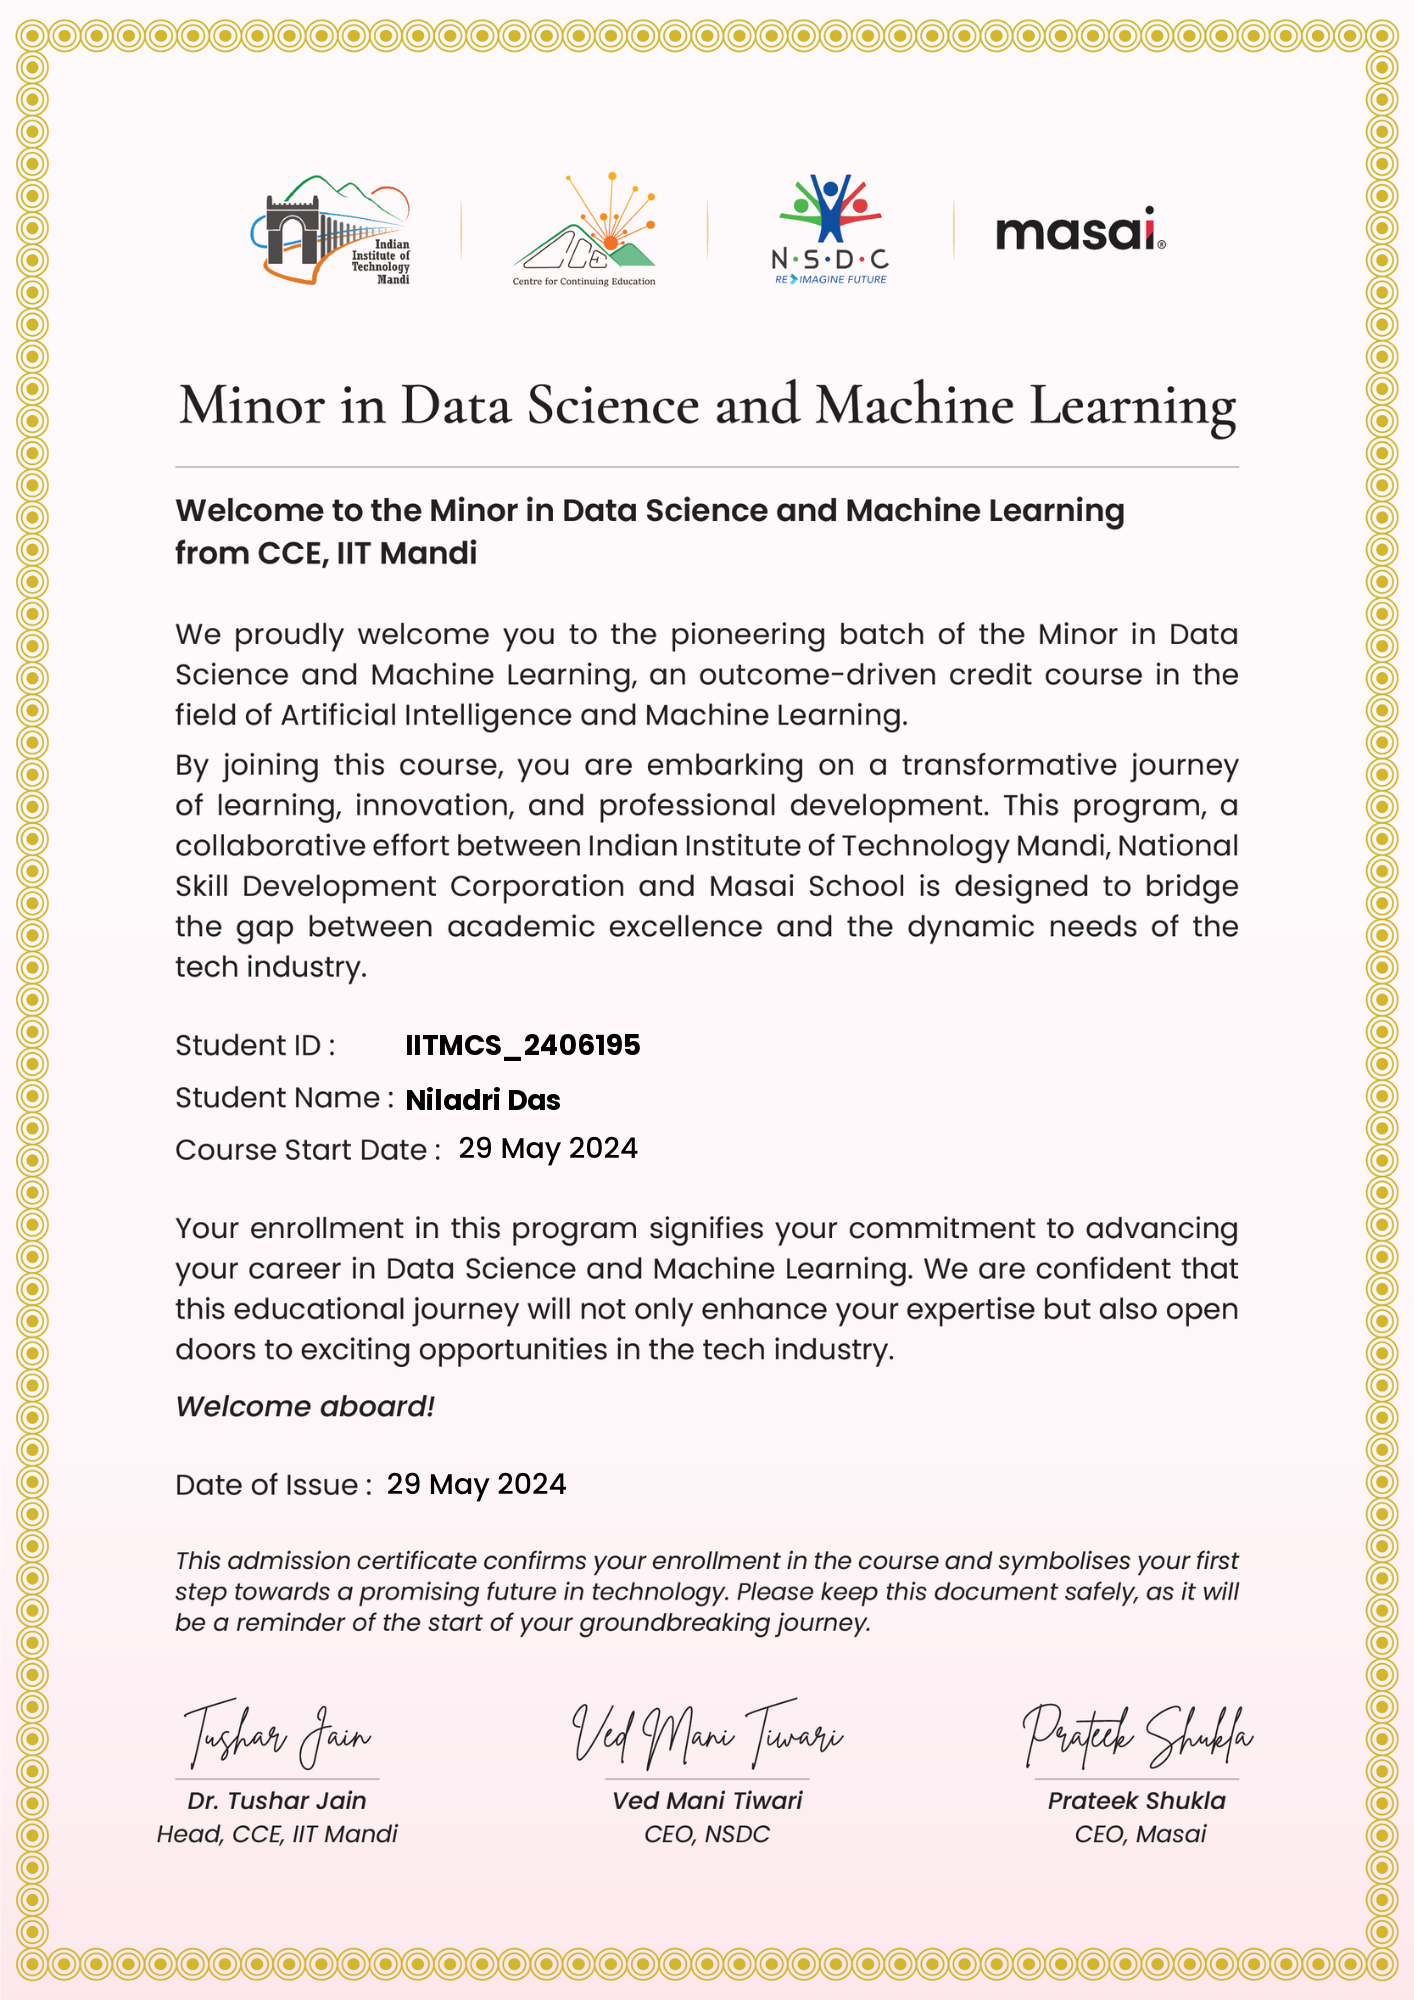 Indian
Institute of
Technology
Mandi
CCE
Centre for Continuing Education
N·S·D·C
RE IMAGINE FUTURE
masai®
Minor in Data Science and Machine Learning
Welcome to the Minor in Data Science and Machine Learning
from CCE, IIT Mandi
We proudly welcome you to the pioneering batch of the Minor in Data
Science and Machine Learning, an outcome-driven credit course in the
field of Artificial Intelligence and Machine Learning.
By joining this course, you are embarking on a transformative journey
of learning, innovation, and professional development. This program, a
collaborative effort between Indian Institute of Technology Mandi, National
Skill Development Corporation and Masai School is designed to bridge
the gap between academic excellence and the dynamic needs of the
tech industry.
Student ID : IITMCS_2406195
Student Name : Niladri Das
Course Start Date : 29 May 2024
Your enrollment in this program signifies your commitment to advancing
your career in Data Science and Machine Learning. We are confident that
this educational journey will not only enhance your expertise but also open
doors to exciting opportunities in the tech industry.
Welcome aboard!
Date of Issue : 29 May 2024
This admission certificate confirms your enrollment in the course and symbolises your first
step towards a promising future in technology. Please keep this document safely, as it will
be a reminder of the start of your groundbreaking journey.
Tushar Jain Ved Mani Tiwari Prateek Shukla
Dr. Tushar Jain Ved Mani Tiwari Prateek Shukla
Head, CCE, IIT Mandi CEO, NSDC CEO, Masai